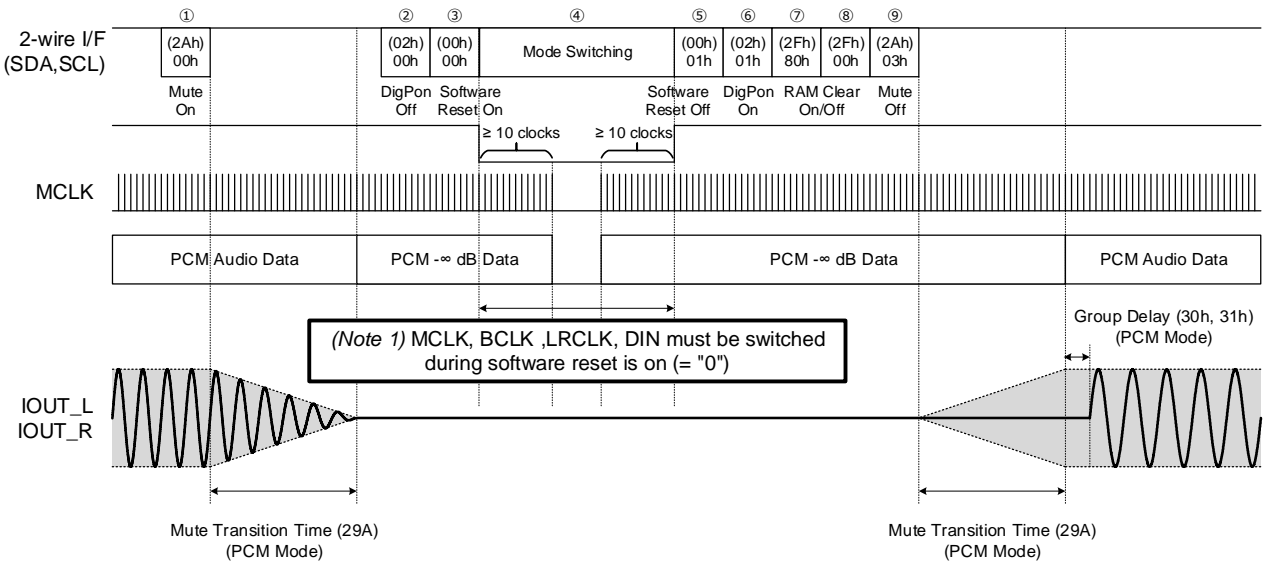 ① ② ③ ④ ⑤ ⑥ ⑦ ⑧ ⑨
2-wire I/F
(SDA,SCL)
(2Ah)
00h
(02h)
00h
(00h)
00h
Mode Switching
(00h)
01h
(02h)
01h
(2Fh)
80h
(2Fh)
00h
(2Ah)
03h
Mute
On
DigPon
Off
Software
Reset On
Software
Reset Off
DigPon
On
RAM Clear
On/Off
Mute
Off
≥ 10 clocks
≥ 10 clocks
MCLK
PCM Audio Data
PCM -∞ dB Data
PCM -∞ dB Data
PCM Audio Data
(Note 1) MCLK, BCLK ,LRCLK, DIN must be switched
during software reset is on (= "0")
Group Delay (30h, 31h)
(PCM Mode)
IOUT_L
IOUT_R
Mute Transition Time (29A)
(PCM Mode)
Mute Transition Time (29A)
(PCM Mode)